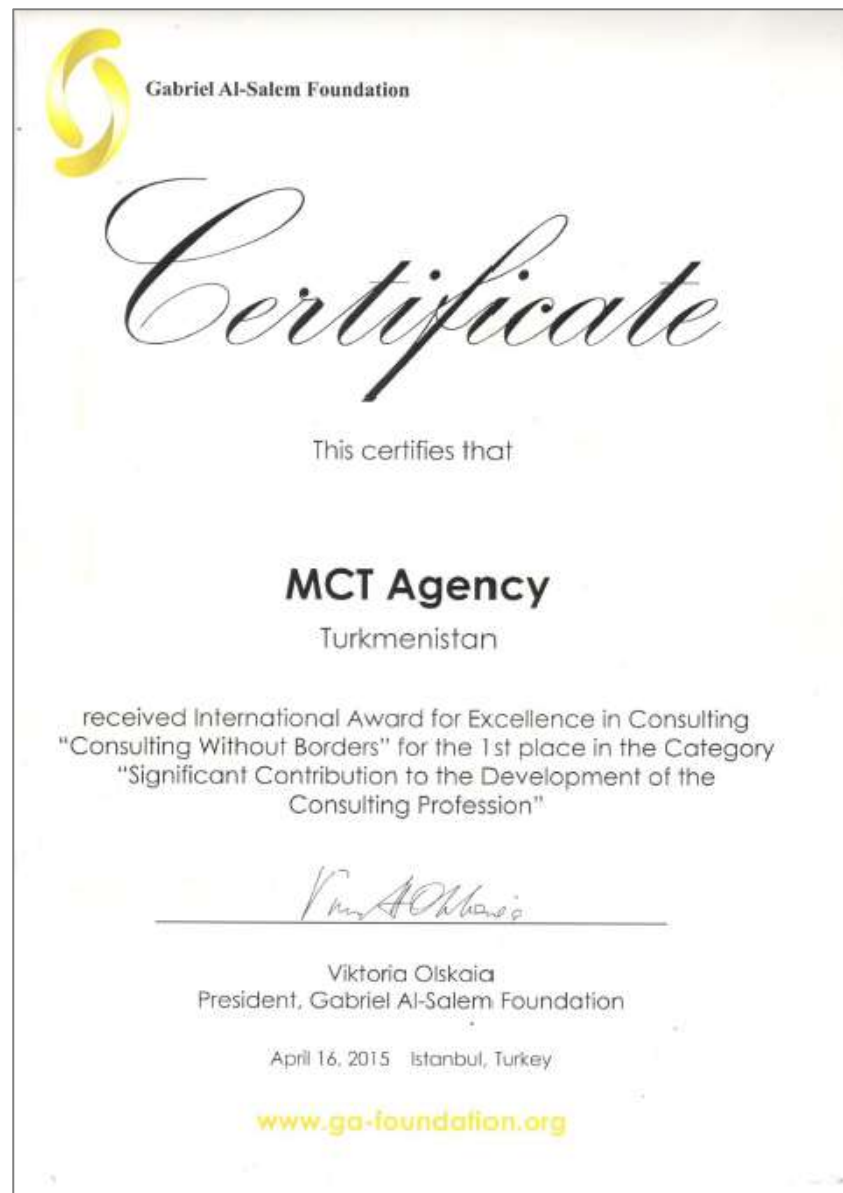 Gabriel Al-Salem Foundation
Certificate
This certifies that
MCT Agency
Turkmenistan
received International Award for Excellence in Consulting
"Consulting Without Borders" for the 1st place in the Category
"Significant Contribution to the Development of the
Consulting Profession"
Viktoria Olskaia
President, Gabriel Al-Salem Foundation
April 16, 2015 Istanbul, Turkey
www.ga-foundation.org